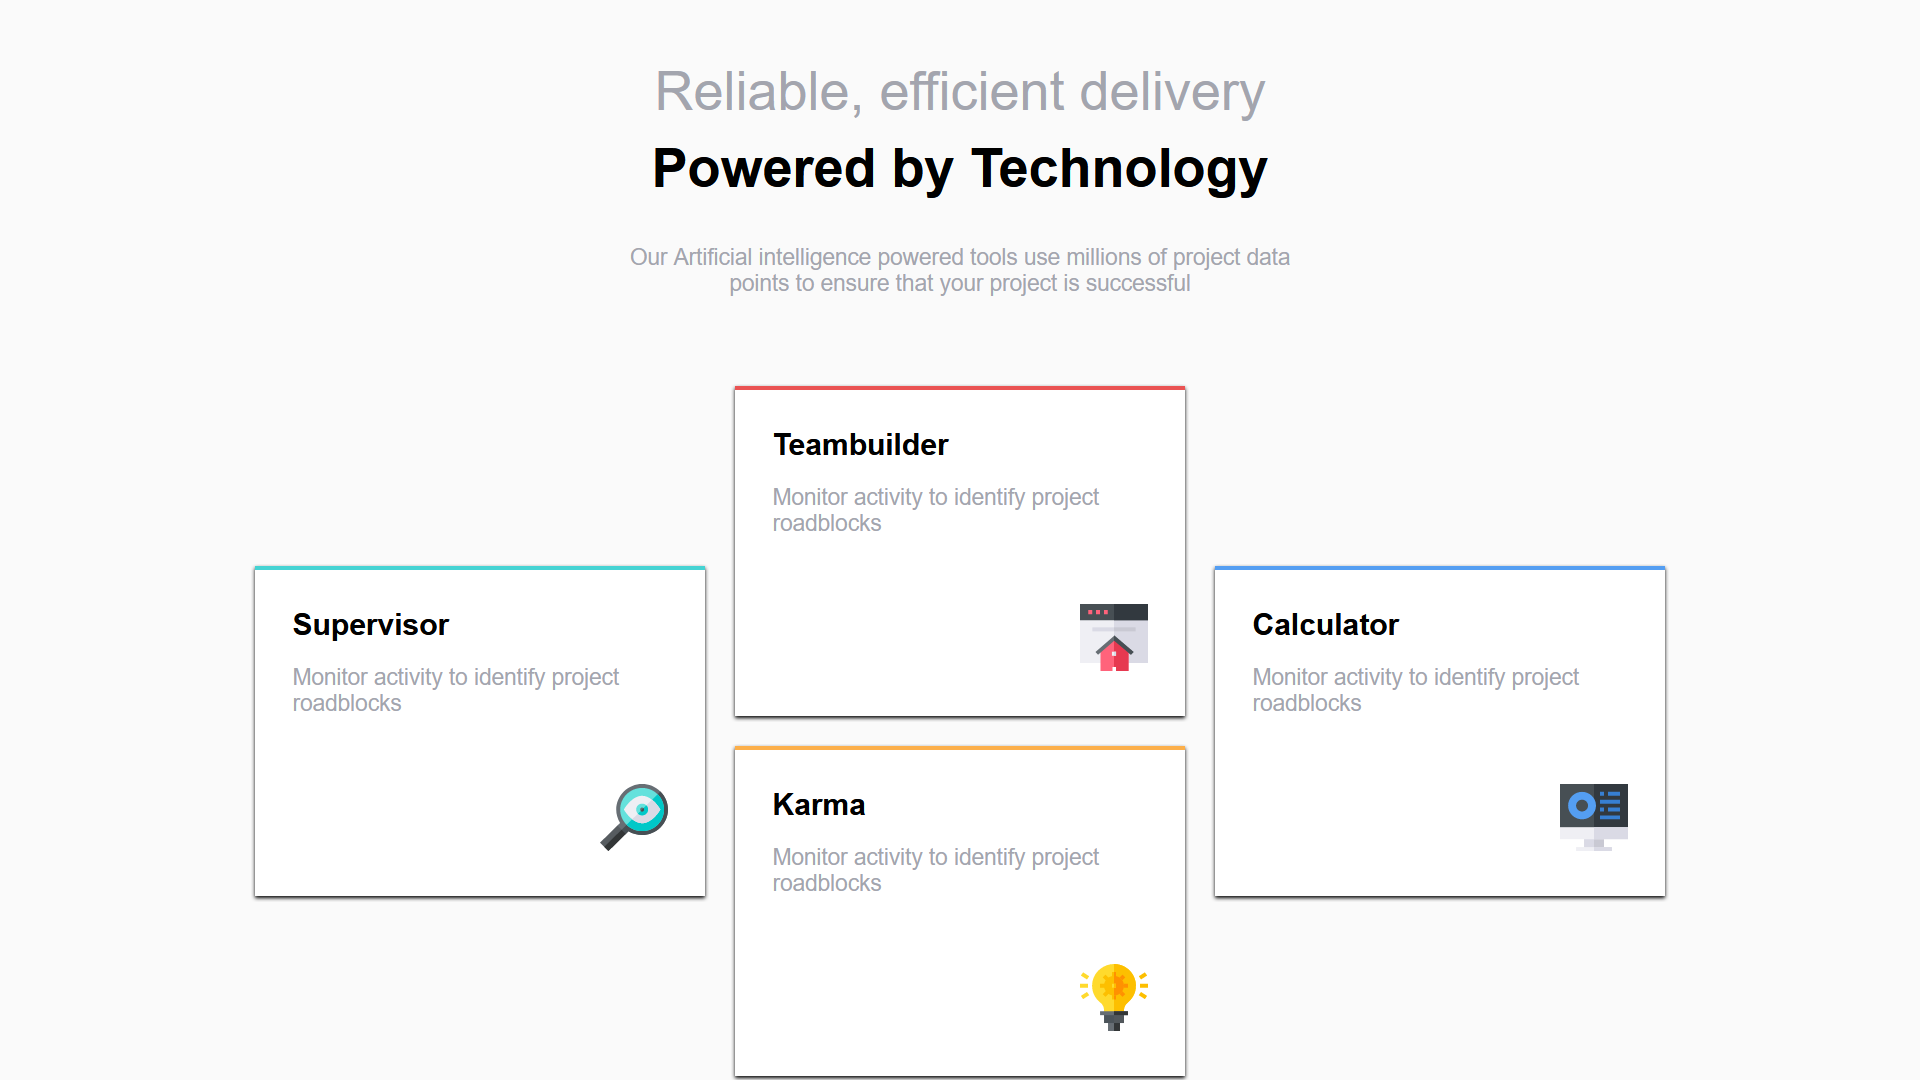 Reliable, efficient delivery
Powered by Technology
Our Artificial intelligence powered tools use millions of project data
points to ensure that your project is successful
Teambuilder
Monitor activity to identify project
roadblocks
Supervisor
Monitor activity to identify project
roadblocks
Calculator
Monitor activity to identify project
roadblocks
Karma
Monitor activity to identify project
roadblocks